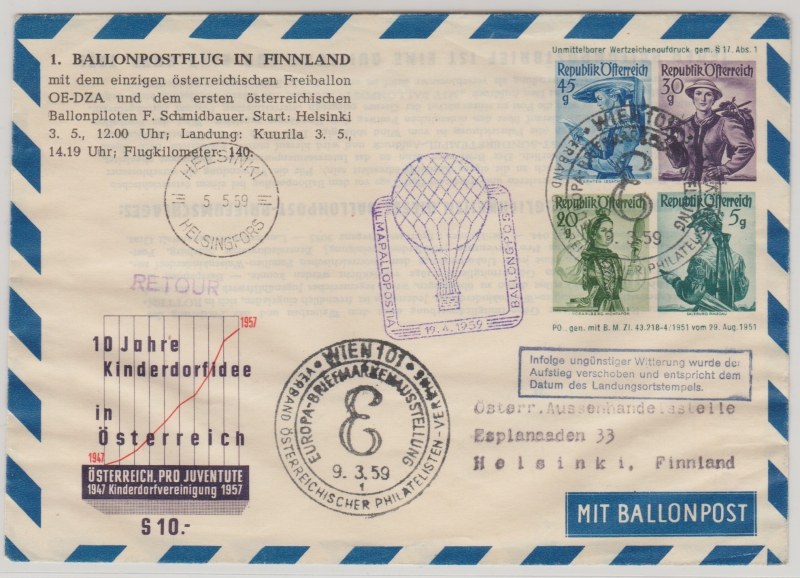 1. BALLONPOSTFLUG IN FINNLAND
mit dem einzigen österreichischen Freiballon
OE-DZA und dem ersten österreichischen
Ballonpiloten F. Schmidbauer. Start: Helsinki
3. 5., 12.00 Uhr; Landung: Kuurila 3. 5.,
14.19 Uhr; Flugkilometer: 140.
HELSINKI
5. 5. 59
HELSINGFORS
RETOUR
ILMAPALLOPOSTIA
BALLONGPOST
19.4.1959
Unmittelbarer Wertzeichenaufdruck gem. § 17. Abs. 1
Republik Österreich
45 g
Republik Österreich
30 g
Republik Österreich
20 g
Republik Österreich
5 g
WIEN 101
9. 3. 59
PO. gen. mit B. M. Zl. 43.218-4/1951 vom 29. Aug. 1951
Infolge ungünstiger Witterung wurde der
Aufstieg verschoben und entspricht dem
Datum des Landungsortstempels.
10 Jahre
Kinderdorfidee
in
Österreich
1957
1947
ÖSTERREICH. PRO JUVENTUTE
1947 Kinderdorfvereinigung 1957
S 10.-
WIEN 101
EUROPA-BRIEFMARKENAUSSTELLUNG
VERBAND ÖSTERREICHISCHER PHILATELISTEN-VEREINE
E
9. 3. 59
1
Österr. Aussenhandelsstelle
Esplanaaden 33
Helsinki, Finnland
MIT BALLONPOST